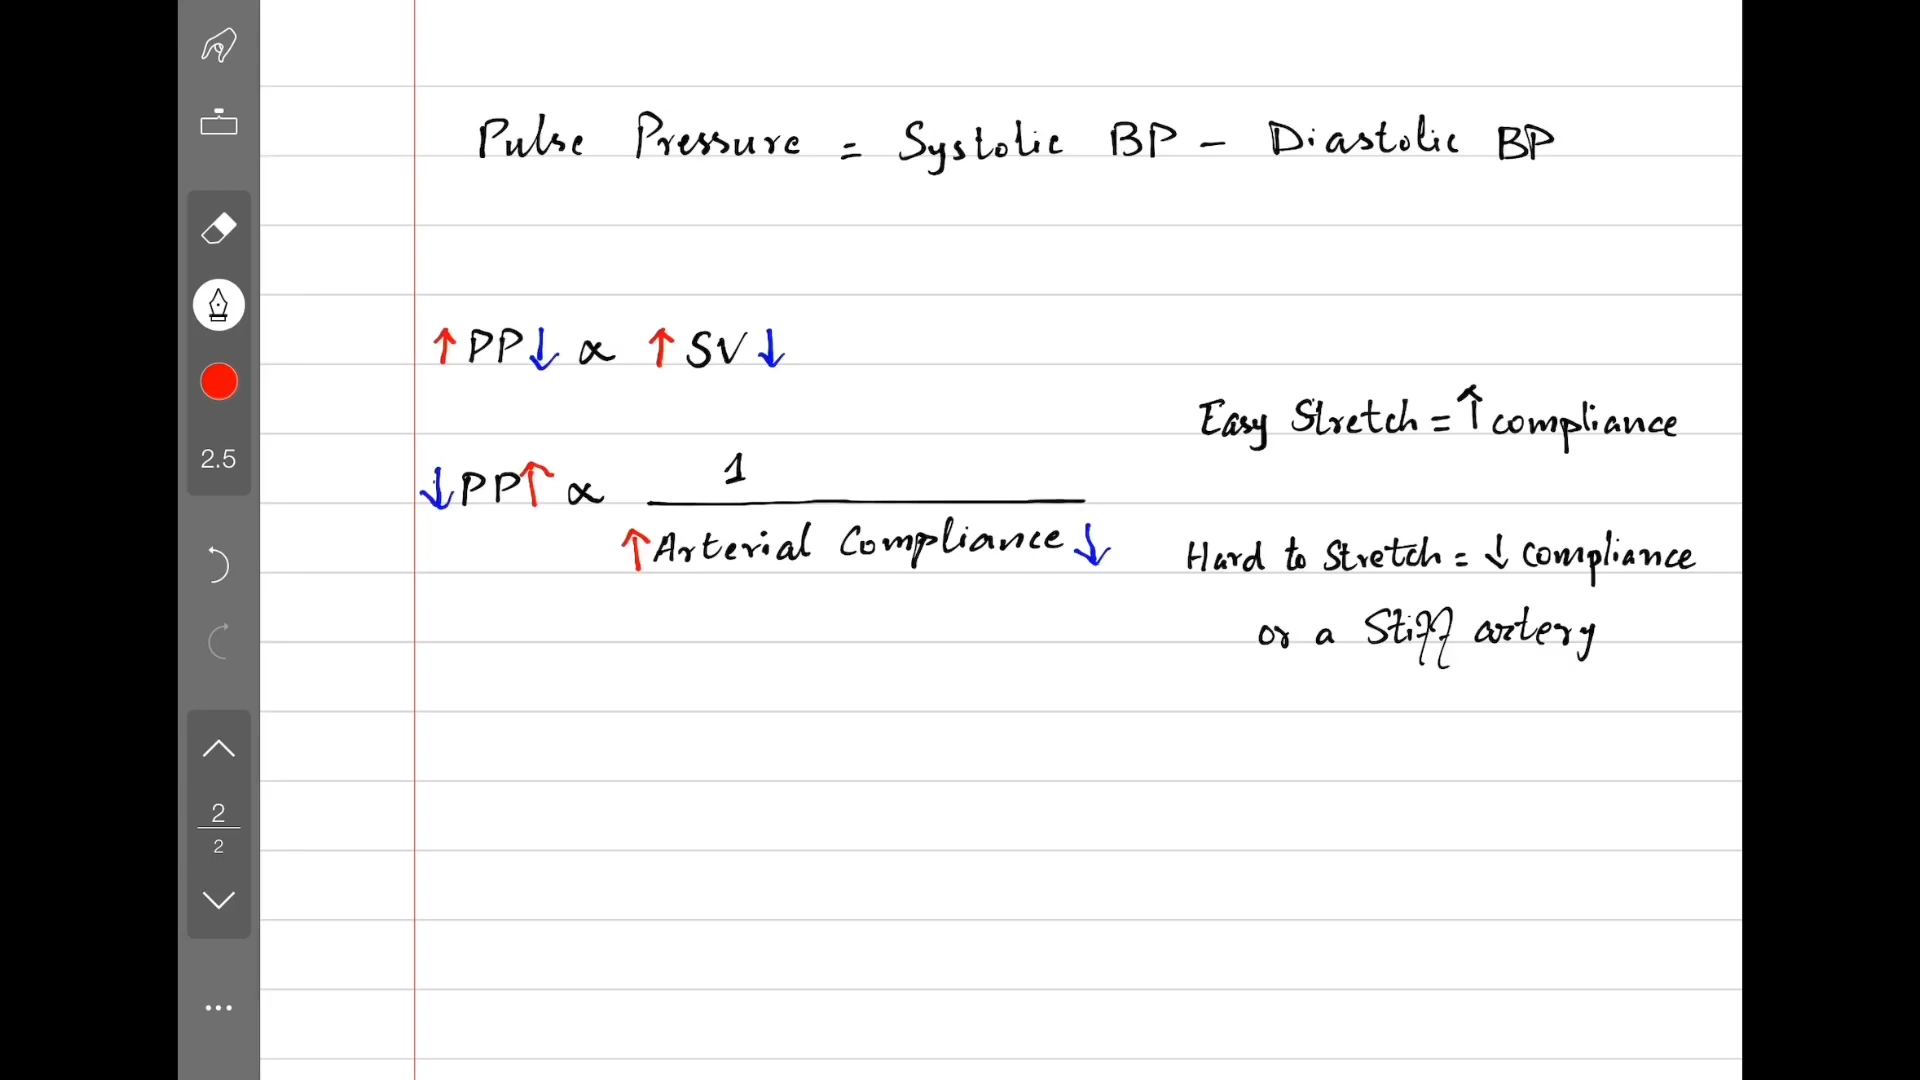 Pulse Pressure = Systolic BP - Diastolic BP
↑ PP ↓ ∝ ↑ SV ↓
Easy Stretch = ↑ compliance
↓ PP ↑ ∝ 1
↑ Arterial Compliance ↓
Hard to Stretch = ↓ compliance
or a Stiff artery
2.5
2
2